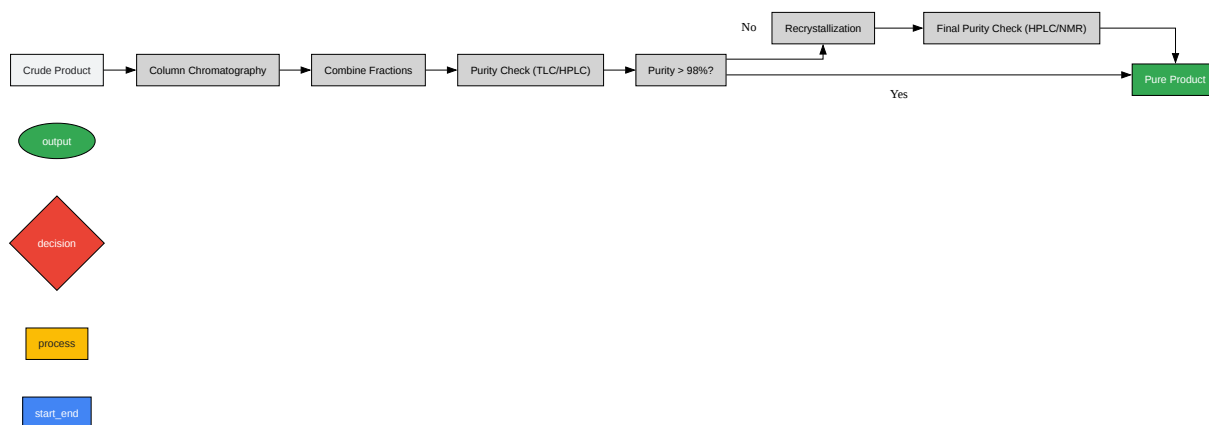 No
Recrystallization
Final Purity Check (HPLC/NMR)
Crude Product
Column Chromatography
Combine Fractions
Purity Check (TLC/HPLC)
Purity > 98%?
Pure Product
Yes
output
decision
process
start_end